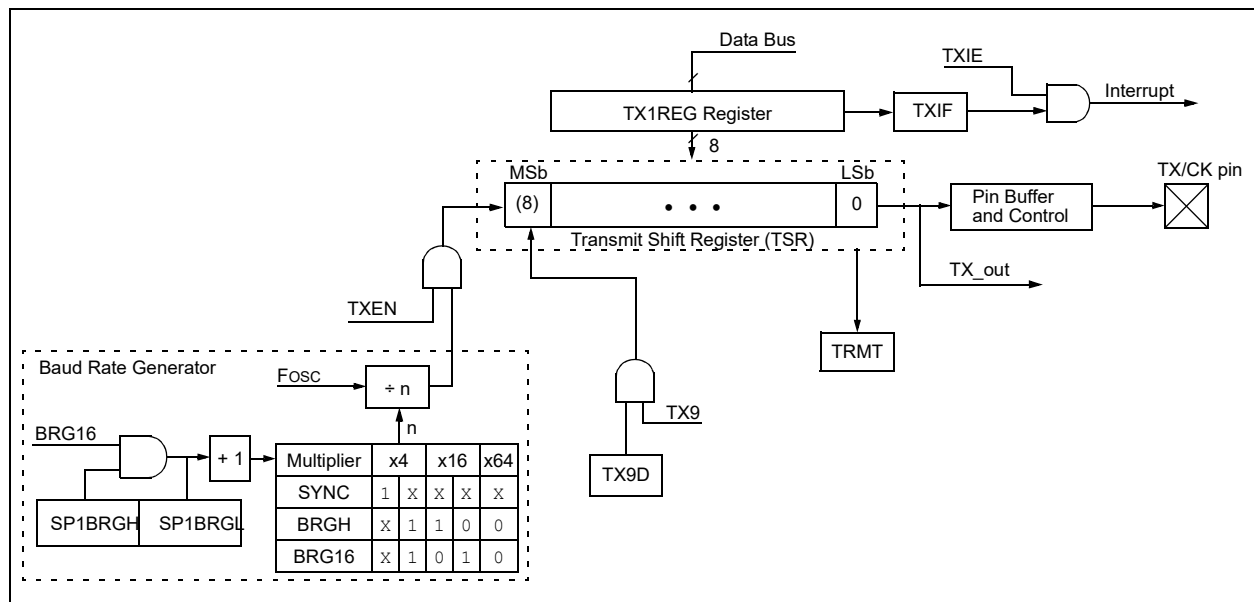 Data Bus
TXIE
Interrupt
TX1REG Register
TXIF
8
MSb
LSb
TX/CK pin
(8)
• • •
0
Pin Buffer
and Control
Transmit Shift Register (TSR)
TX_out
TXEN
TRMT
Baud Rate Generator
FOSC
÷ n
TX9
n
BRG16
+ 1
Multiplier x4 x16 x64
TX9D
SYNC 1 X X X X
SP1BRGH SP1BRGL
BRGH X 1 1 0 0
BRG16 X 1 0 1 0